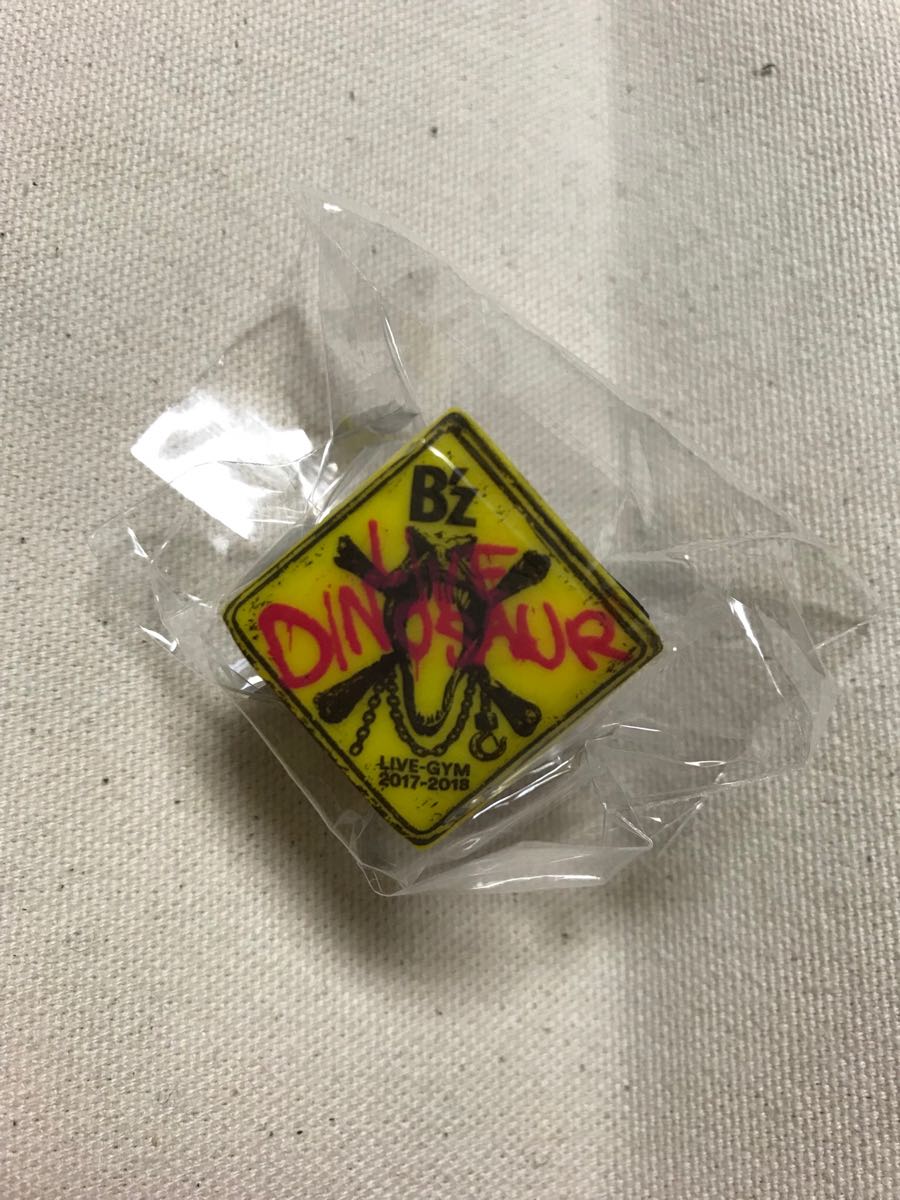 B'z
LIVE
DINOSAUR
LIVE-GYM
2017-2018